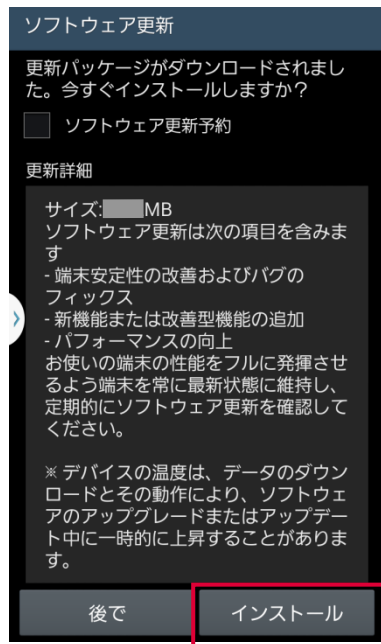 ソフトウェア更新
更新パッケージがダウンロードされまし
た。今すぐインストールしますか？
ソフトウェア更新予約
更新詳細
サイズ: MB
ソフトウェア更新は次の項目を含みま
す
- 端末安定性の改善およびバグの
フィックス
- 新機能または改善型機能の追加
- パフォーマンスの向上
お使いの端末の性能をフルに発揮させ
るよう端末を常に最新状態に維持し、
定期的にソフトウェア更新を確認して
ください。
※ デバイスの温度は、データのダウン
ロードとその動作により、ソフトウェ
アのアップグレードまたはアップデー
ト中に一時的に上昇することがありま
す。
後で
インストール